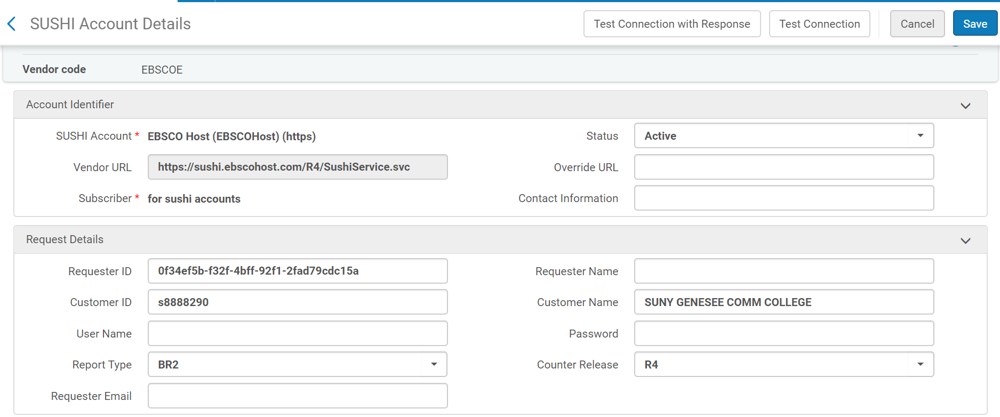 SUSHI Account Details
Test Connection with Response
Test Connection
Cancel
Save
Vendor code EBSCOE
Account Identifier
SUSHI Account * EBSCO Host (EBSCOHost) (https)
Status Active
Vendor URL https://sushi.ebscohost.com/R4/SushiService.svc
Override URL
Subscriber * for sushi accounts
Contact Information
Request Details
Requester ID 0f34ef5b-f32f-4bff-92f1-2fad79cdc15a
Requester Name
Customer ID s8888290
Customer Name SUNY GENESEE COMM COLLEGE
User Name
Password
Report Type BR2
Counter Release R4
Requester Email